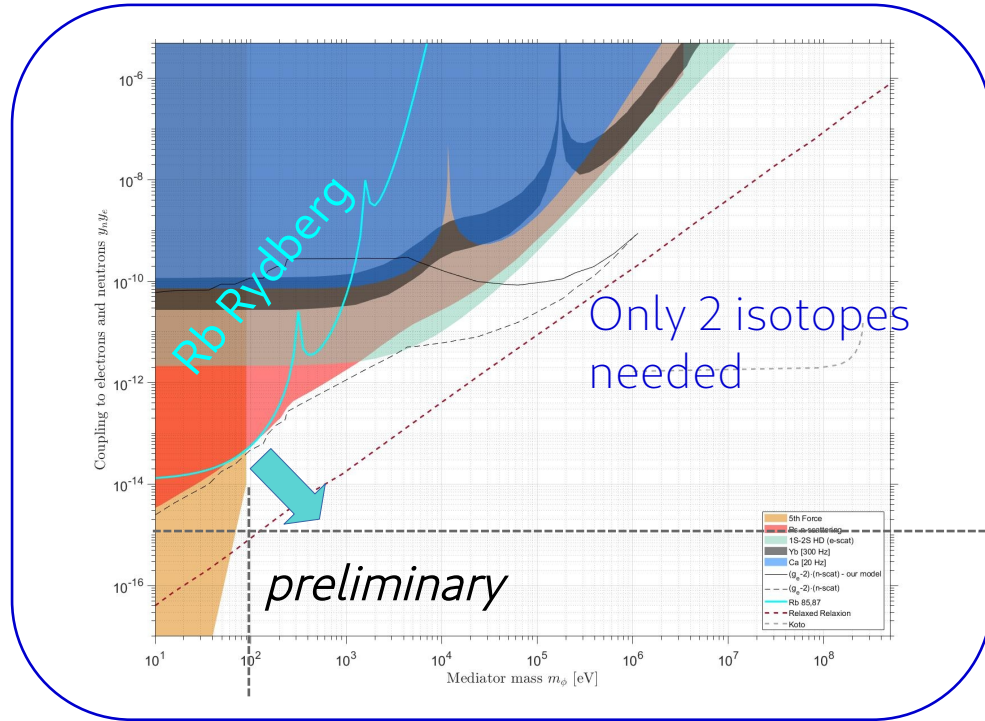 10^-6
10^-8
10^-10
10^-12
10^-14
10^-16
Coupling to electrons and neutrons y_n y_e
Rb Rydberg
Only 2 isotopes
needed
preliminary
5th Force
1S-2S HD (e-scat)
Yb [300 Hz]
Ca [20 Hz]
(g_e-2)·(n-scat) - our model
(g_e-2)·(n-scat)
Rb 85,87
Relaxed Relaxion
Koto
10^1 10^2 10^3 10^4 10^5 10^6 10^7 10^8
Mediator mass m_ϕ [eV]